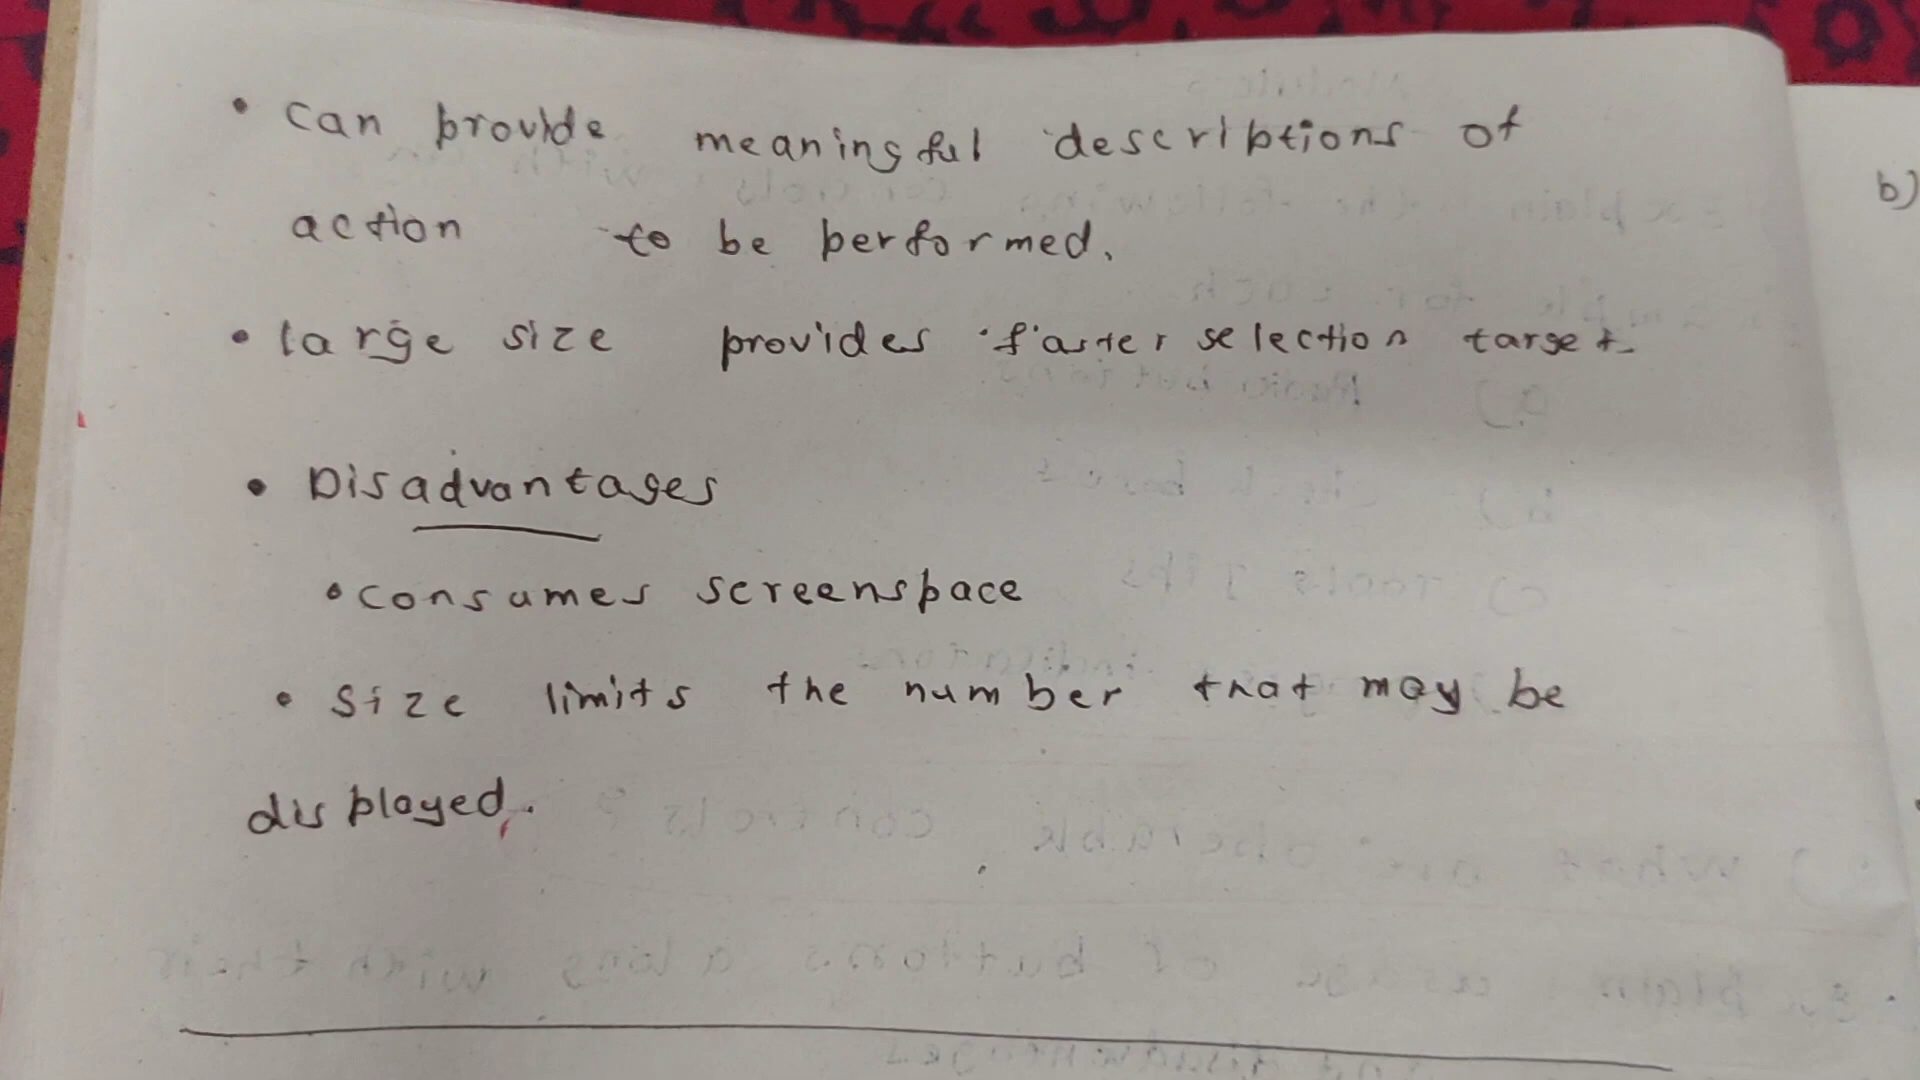 • Can provide meaningful descriptions of
action to be performed.
• large size provides faster selection target
• Disadvantages
• consumes screenspace
• Size limits the number that may be
displayed.
b)